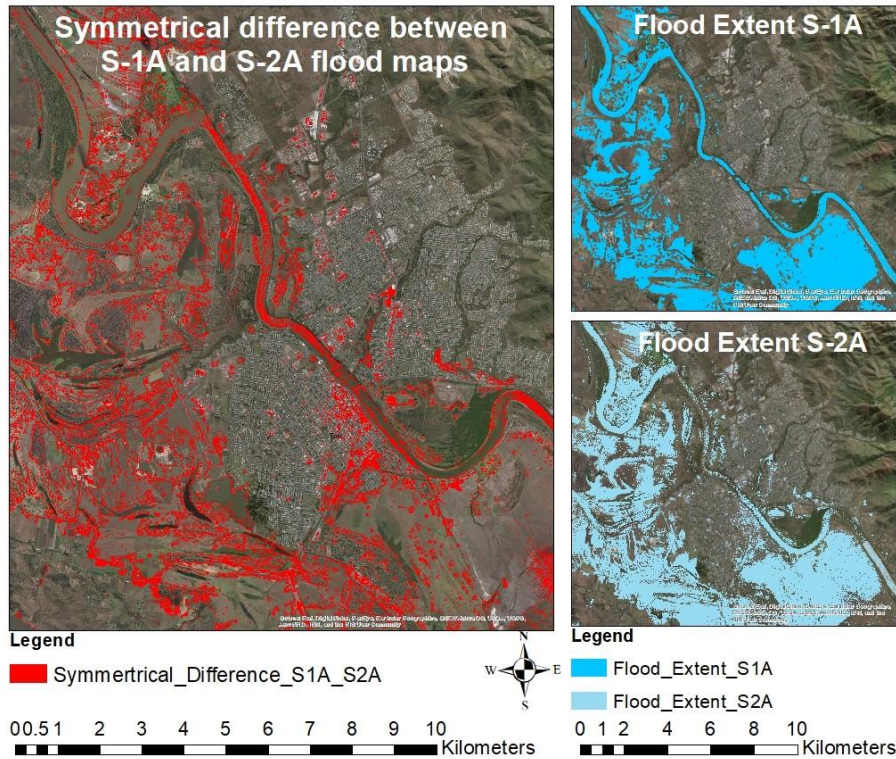 Symmetrical difference between
S-1A and S-2A flood maps
Flood Extent S-1A
Flood Extent S-2A
Legend
Symmertrical_Difference_S1A_S2A
N
W E
S
0 0.5 1 2 3 4 5 6 7 8 9 10
Kilometers
Legend
Flood_Extent_S1A
Flood_Extent_S2A
0 1 2 4 6 8 10
Kilometers